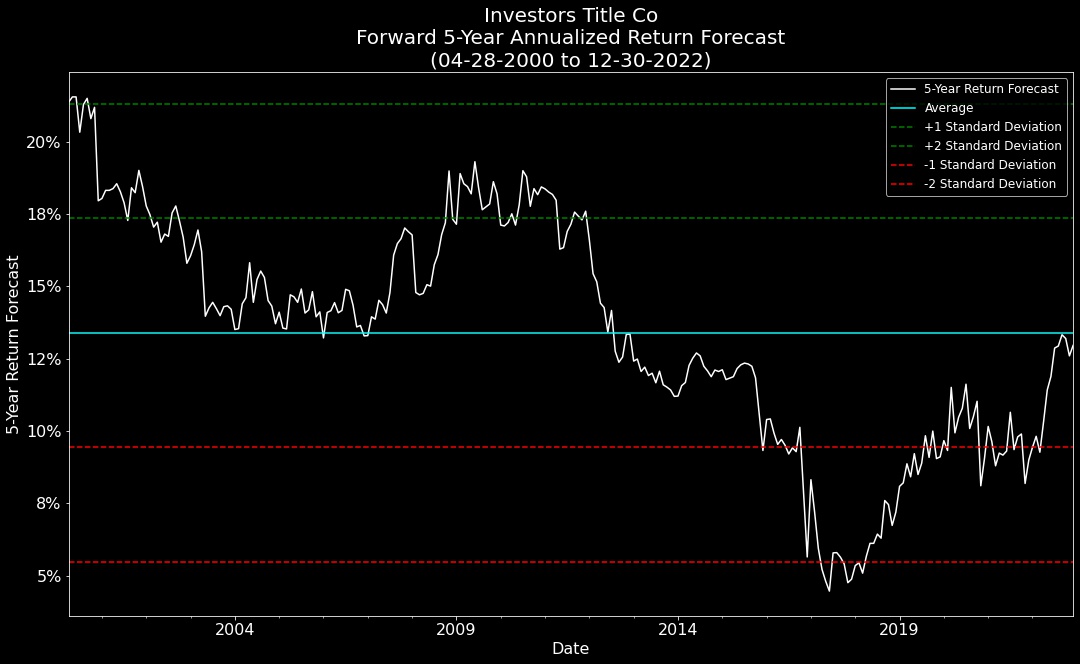 Investors Title Co
Forward 5-Year Annualized Return Forecast
(04-28-2000 to 12-30-2022)
5-Year Return Forecast
Average
+1 Standard Deviation
+2 Standard Deviation
-1 Standard Deviation
-2 Standard Deviation
20%
18%
15%
12%
10%
8%
5%
5-Year Return Forecast
2004
2009
2014
2019
Date